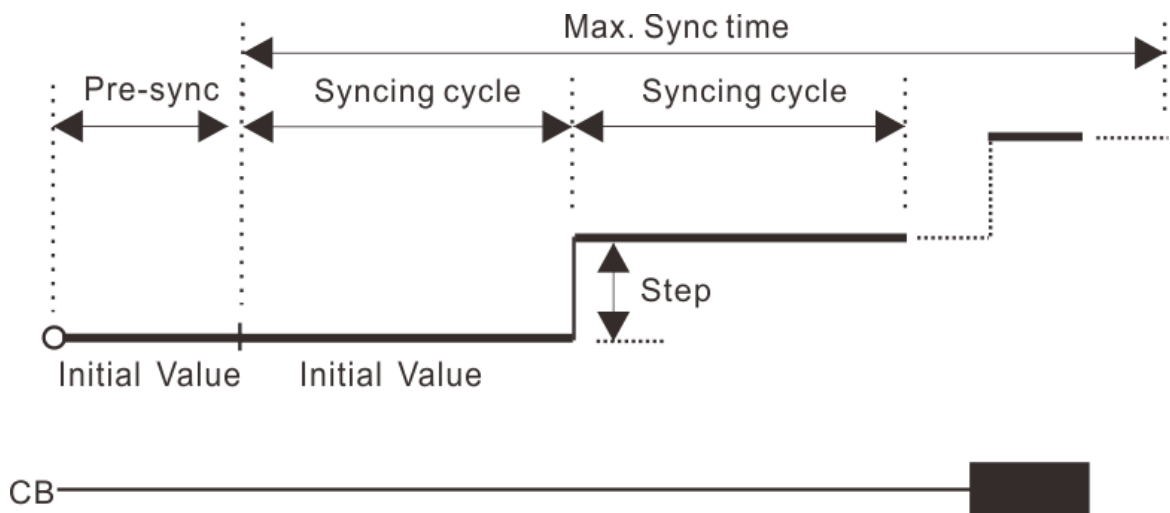 Max. Sync time
Pre-sync
Syncing cycle
Syncing cycle
Step
Initial Value
Initial Value
CB